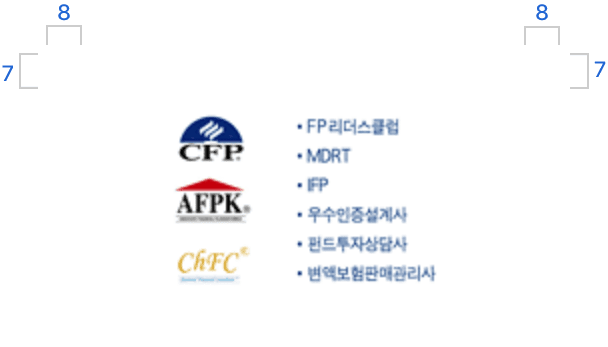 8
8
7
7
CFP.
• FP리더스클럽
• MDRT
AFPK®
• IFP
• 우수인증설계사
ChFC®
• 펀드투자상담사
• 변액보험판매관리사